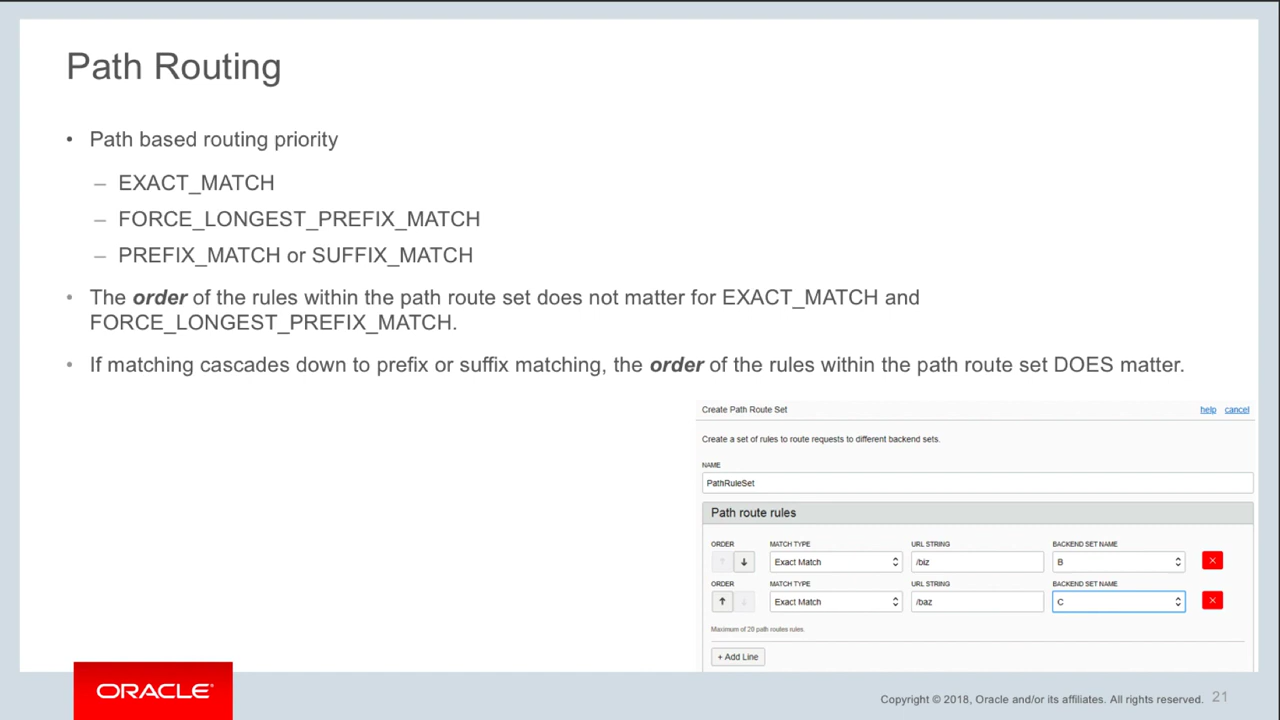 Path Routing
• Path based routing priority
– EXACT_MATCH
– FORCE_LONGEST_PREFIX_MATCH
– PREFIX_MATCH or SUFFIX_MATCH
• The order of the rules within the path route set does not matter for EXACT_MATCH and
FORCE_LONGEST_PREFIX_MATCH.
• If matching cascades down to prefix or suffix matching, the order of the rules within the path route set DOES matter.
Create Path Route Set help cancel
Create a set of rules to route requests to different backend sets.
NAME
PathRuleSet
Path route rules
ORDER MATCH TYPE URL STRING BACKEND SET NAME
Exact Match /biz B
ORDER MATCH TYPE URL STRING BACKEND SET NAME
Exact Match /baz C
Maximum of 20 path routes rules.
+ Add Line
ORACLE®
Copyright © 2018, Oracle and/or its affiliates. All rights reserved. 21